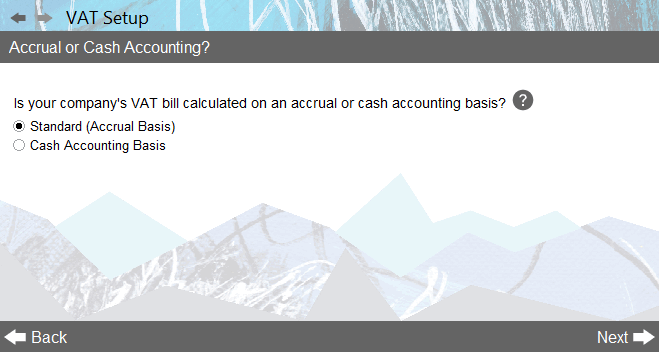 VAT Setup
Accrual or Cash Accounting?
Is your company's VAT bill calculated on an accrual or cash accounting basis? ?
Standard (Accrual Basis)
Cash Accounting Basis
Back Next